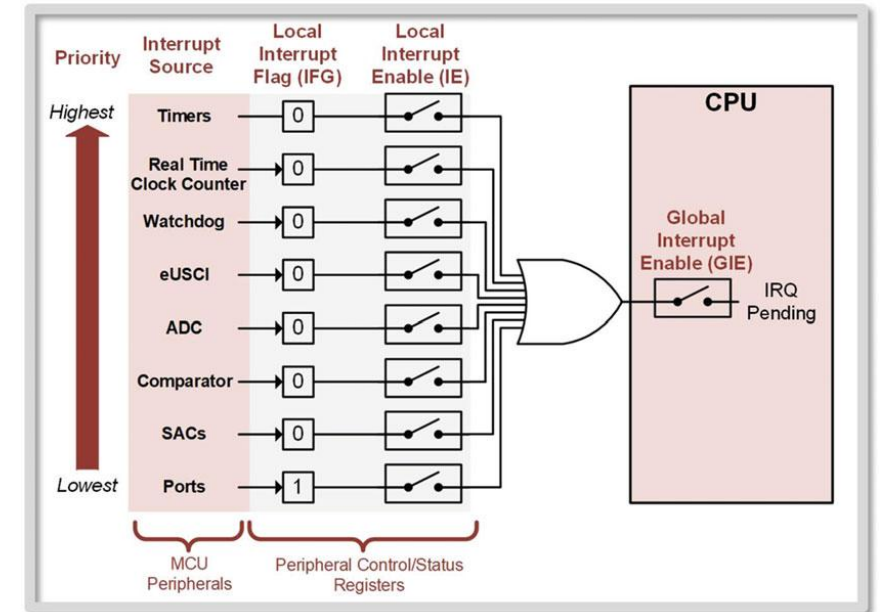 Priority
Interrupt
Source
Local
Interrupt
Flag (IFG)
Local
Interrupt
Enable (IE)
Highest
Timers
0
Real Time
Clock Counter
0
Watchdog
0
eUSCI
0
ADC
0
Comparator
0
SACs
0
Lowest
Ports
1
CPU
Global
Interrupt
Enable (GIE)
IRQ
Pending
MCU
Peripherals
Peripheral Control/Status
Registers